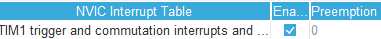 NVIC Interrupt Table Ena... Preemption
TIM1 trigger and commutation interrupts and ... 0